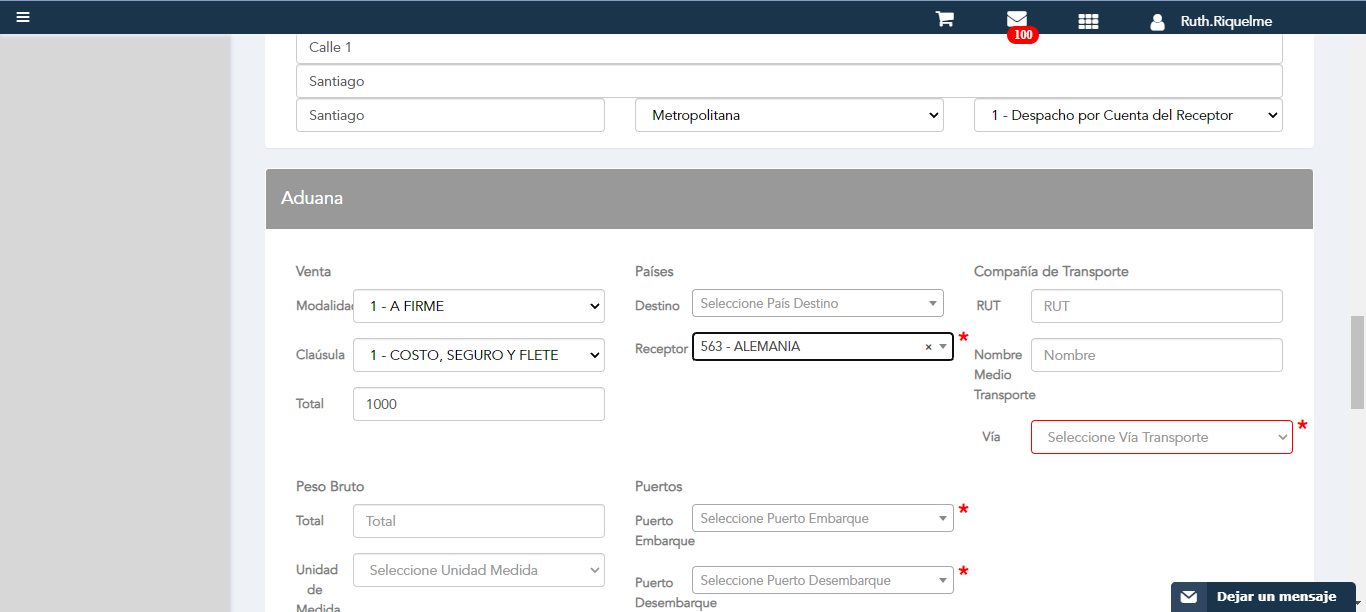 Ruth.Riquelme
100
Calle 1
Santiago
Santiago
Metropolitana
1 - Despacho por Cuenta del Receptor
Aduana
Venta
Modalidad
1 - A FIRME
Claúsula
1 - COSTO, SEGURO Y FLETE
Total
1000
Países
Destino
Seleccione País Destino
Receptor
563 - ALEMANIA
×
*
Compañía de Transporte
RUT
RUT
Nombre
Medio
Transporte
Nombre
Vía
Seleccione Vía Transporte
*
Peso Bruto
Total
Total
Unidad
de
Medida
Seleccione Unidad Medida
Puertos
Puerto
Embarque
Seleccione Puerto Embarque
*
Puerto
Desembarque
Seleccione Puerto Desembarque
*
Dejar un mensaje